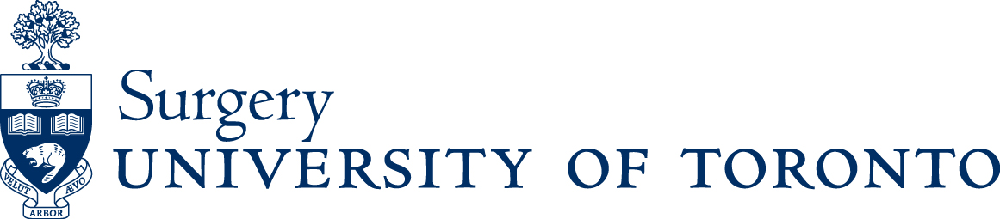 Surgery
UNIVERSITY OF TORONTO
VELUT ARBOR ÆVO